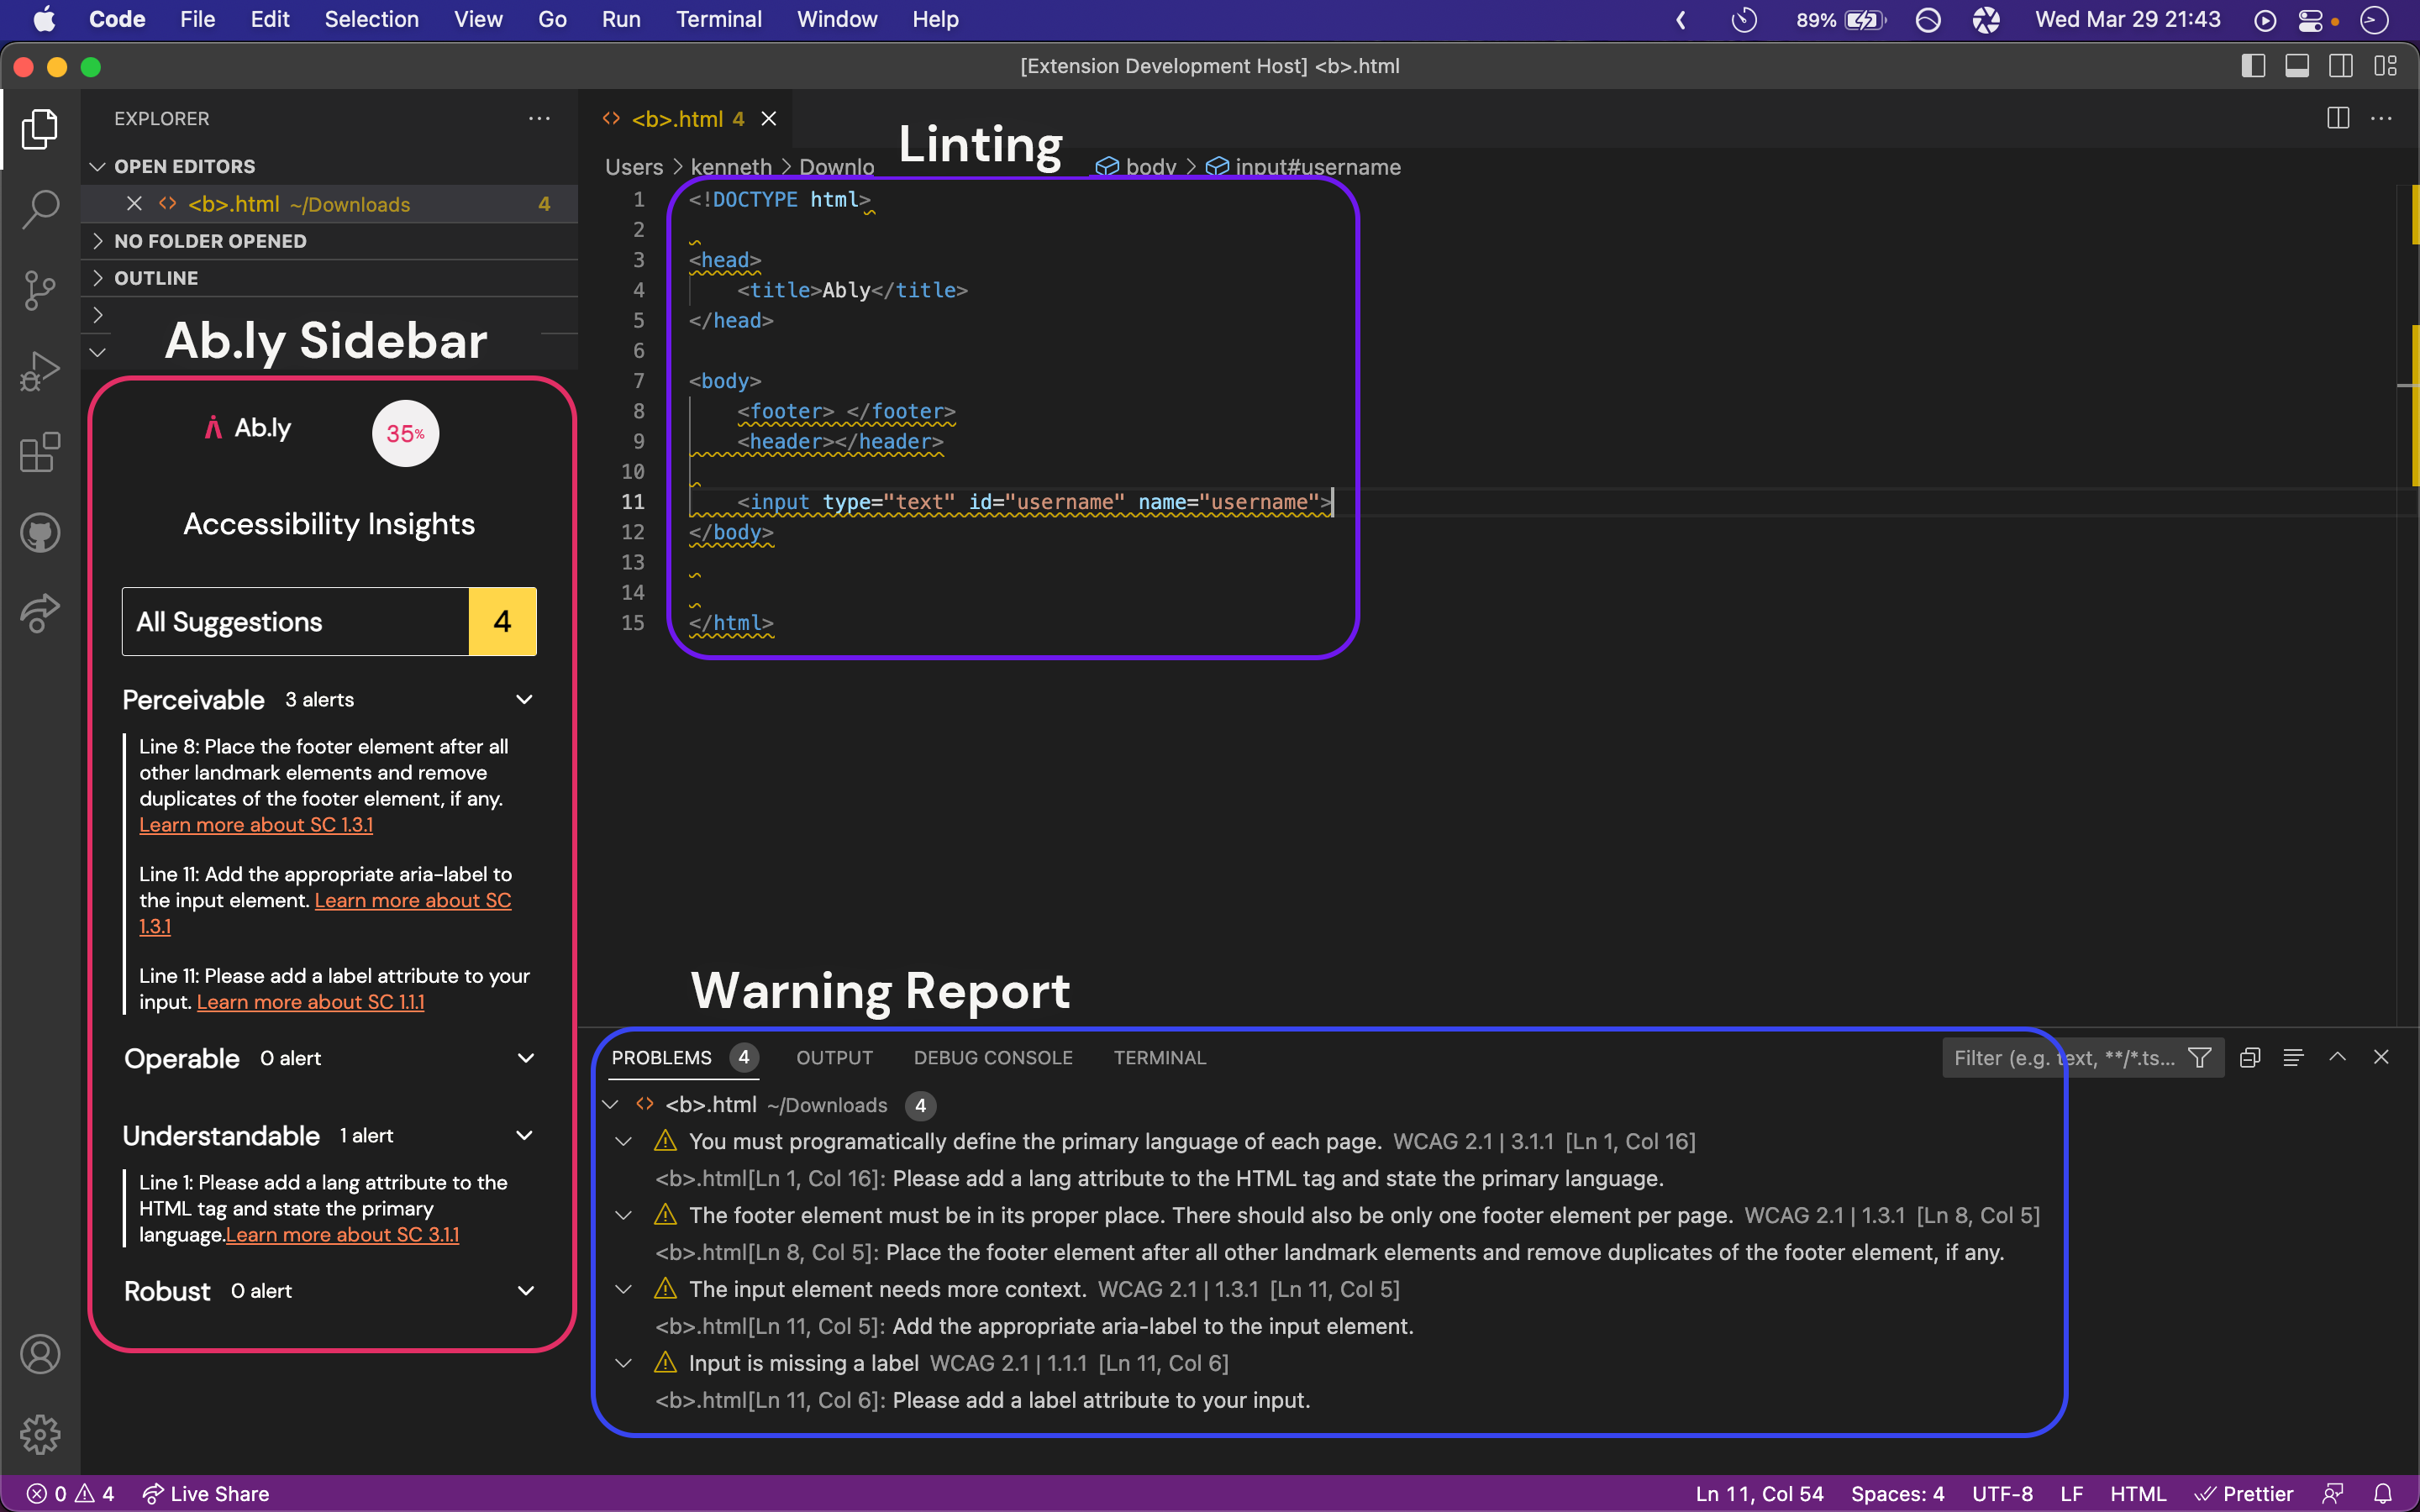 Code File Edit Selection View Go Run Terminal Window Help 89% Wed Mar 29 21:43
[Extension Development Host] <b>.html
EXPLORER
OPEN EDITORS
<b>.html ~/Downloads 4
NO FOLDER OPENED
OUTLINE
Ab.ly Sidebar
Ab.ly 35%
Accessibility Insights
All Suggestions 4
Perceivable 3 alerts
Line 8: Place the footer element after all
other landmark elements and remove
duplicates of the footer element, if any.
Learn more about SC 1.3.1
Line 11: Add the appropriate aria-label to
the input element. Learn more about SC
1.3.1
Line 11: Please add a label attribute to your
input. Learn more about SC 1.1.1
Operable 0 alert
Understandable 1 alert
Line 1: Please add a lang attribute to the
HTML tag and state the primary
language.Learn more about SC 3.1.1
Robust 0 alert
<b>.html 4
Linting
Users > kenneth > Downlo body > input#username
1 <!DOCTYPE html>
2
3 <head>
4 <title>Ably</title>
5 </head>
6
7 <body>
8 <footer> </footer>
9 <header></header>
10
11 <input type="text" id="username" name="username">
12 </body>
13
14
15 </html>
Warning Report
PROBLEMS 4 OUTPUT DEBUG CONSOLE TERMINAL Filter (e.g. text, **/*.ts...
<b>.html ~/Downloads 4
You must programatically define the primary language of each page. WCAG 2.1 | 3.1.1 [Ln 1, Col 16]
<b>.html[Ln 1, Col 16]: Please add a lang attribute to the HTML tag and state the primary language.
The footer element must be in its proper place. There should also be only one footer element per page. WCAG 2.1 | 1.3.1 [Ln 8, Col 5]
<b>.html[Ln 8, Col 5]: Place the footer element after all other landmark elements and remove duplicates of the footer element, if any.
The input element needs more context. WCAG 2.1 | 1.3.1 [Ln 11, Col 5]
<b>.html[Ln 11, Col 5]: Add the appropriate aria-label to the input element.
Input is missing a label WCAG 2.1 | 1.1.1 [Ln 11, Col 6]
<b>.html[Ln 11, Col 6]: Please add a label attribute to your input.
0 4 Live Share Ln 11, Col 54 Spaces: 4 UTF-8 LF HTML Prettier